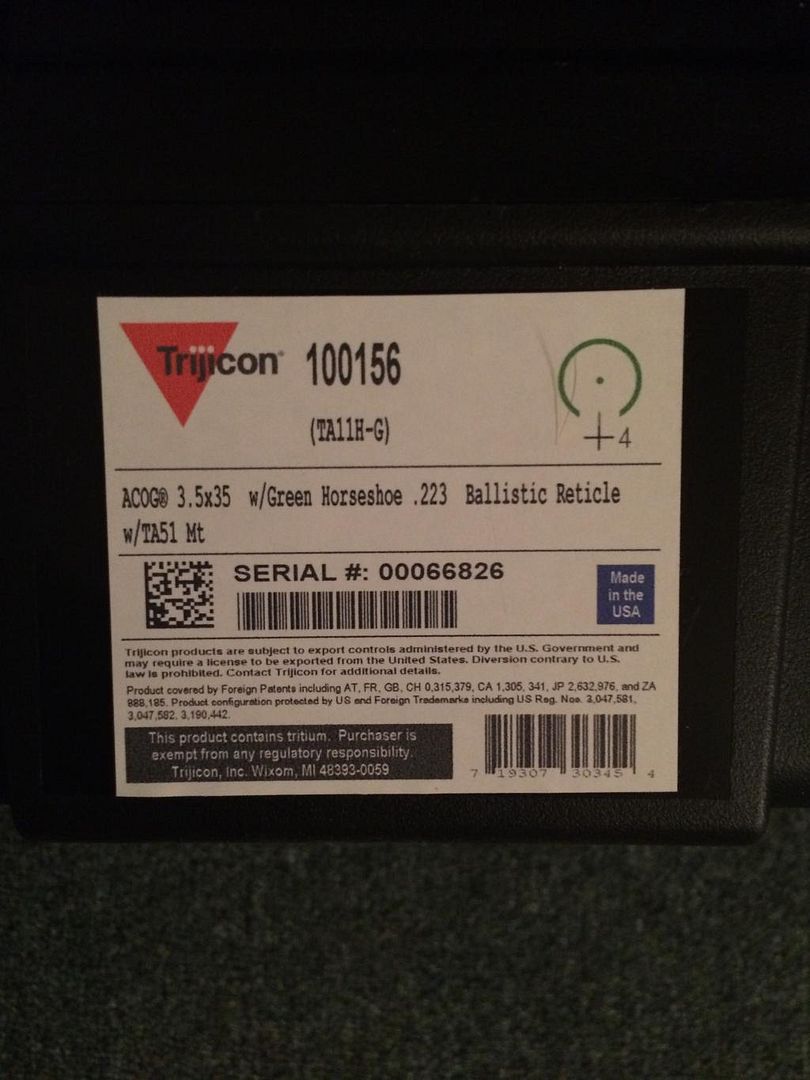 Trijicon® 100156
(TA11H-G)
+4
ACOG® 3.5x35 w/Green Horseshoe .223 Ballistic Reticle
w/TA51 Mt
SERIAL #: 00066826
Made
in the
USA
Trijicon products are subject to export controls administered by the U.S. Government and
may require a license to be exported from the United States. Diversion contrary to U.S.
law is prohibited. Contact Trijicon for additional details.
Product covered by Foreign Patents including AT, FR, GB, CH 0,315,379, CA 1,305, 341, JP 2,632,976, and ZA
888,185. Product configuration protected by US and Foreign Trademarks including US Reg. Nos. 3,047,581,
3,047,582, 3,190,442.
This product contains tritium. Purchaser is
exempt from any regulatory responsibility.
Trijicon, Inc. Wixom, MI 48393-0059
7 19307 30345 4